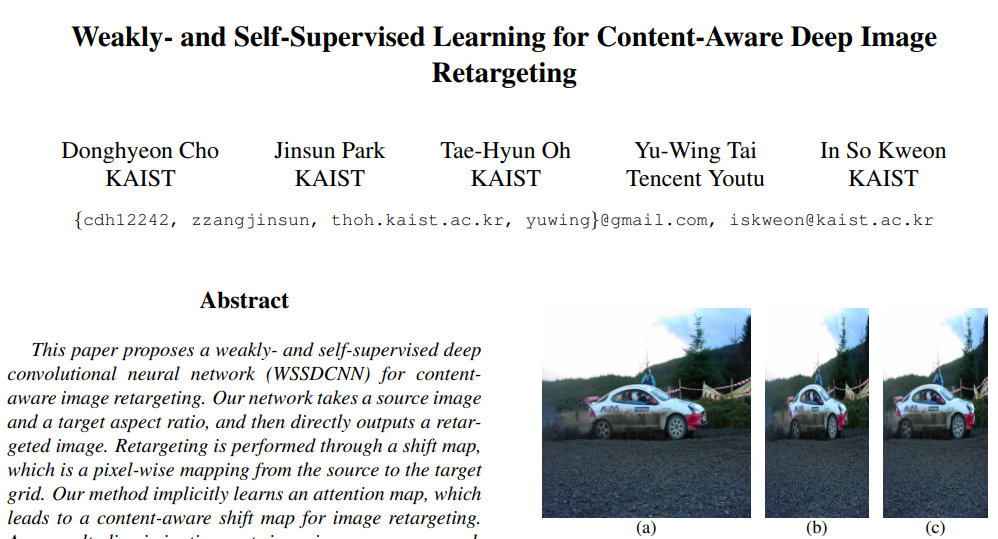 Weakly- and Self-Supervised Learning for Content-Aware Deep Image
Retargeting
Donghyeon Cho
KAIST
Jinsun Park
KAIST
Tae-Hyun Oh
KAIST
Yu-Wing Tai
Tencent Youtu
In So Kweon
KAIST
{cdh12242, zzangjinsun, thoh.kaist.ac.kr, yuwing}@gmail.com, iskweon@kaist.ac.kr
Abstract
This paper proposes a weakly- and self-supervised deep
convolutional neural network (WSSDCNN) for content-
aware image retargeting. Our network takes a source image
and a target aspect ratio, and then directly outputs a retar-
geted image. Retargeting is performed through a shift map,
which is a pixel-wise mapping from the source to the target
grid. Our method implicitly learns an attention map, which
leads to a content-aware shift map for image retargeting.
(a)
(b)
(c)